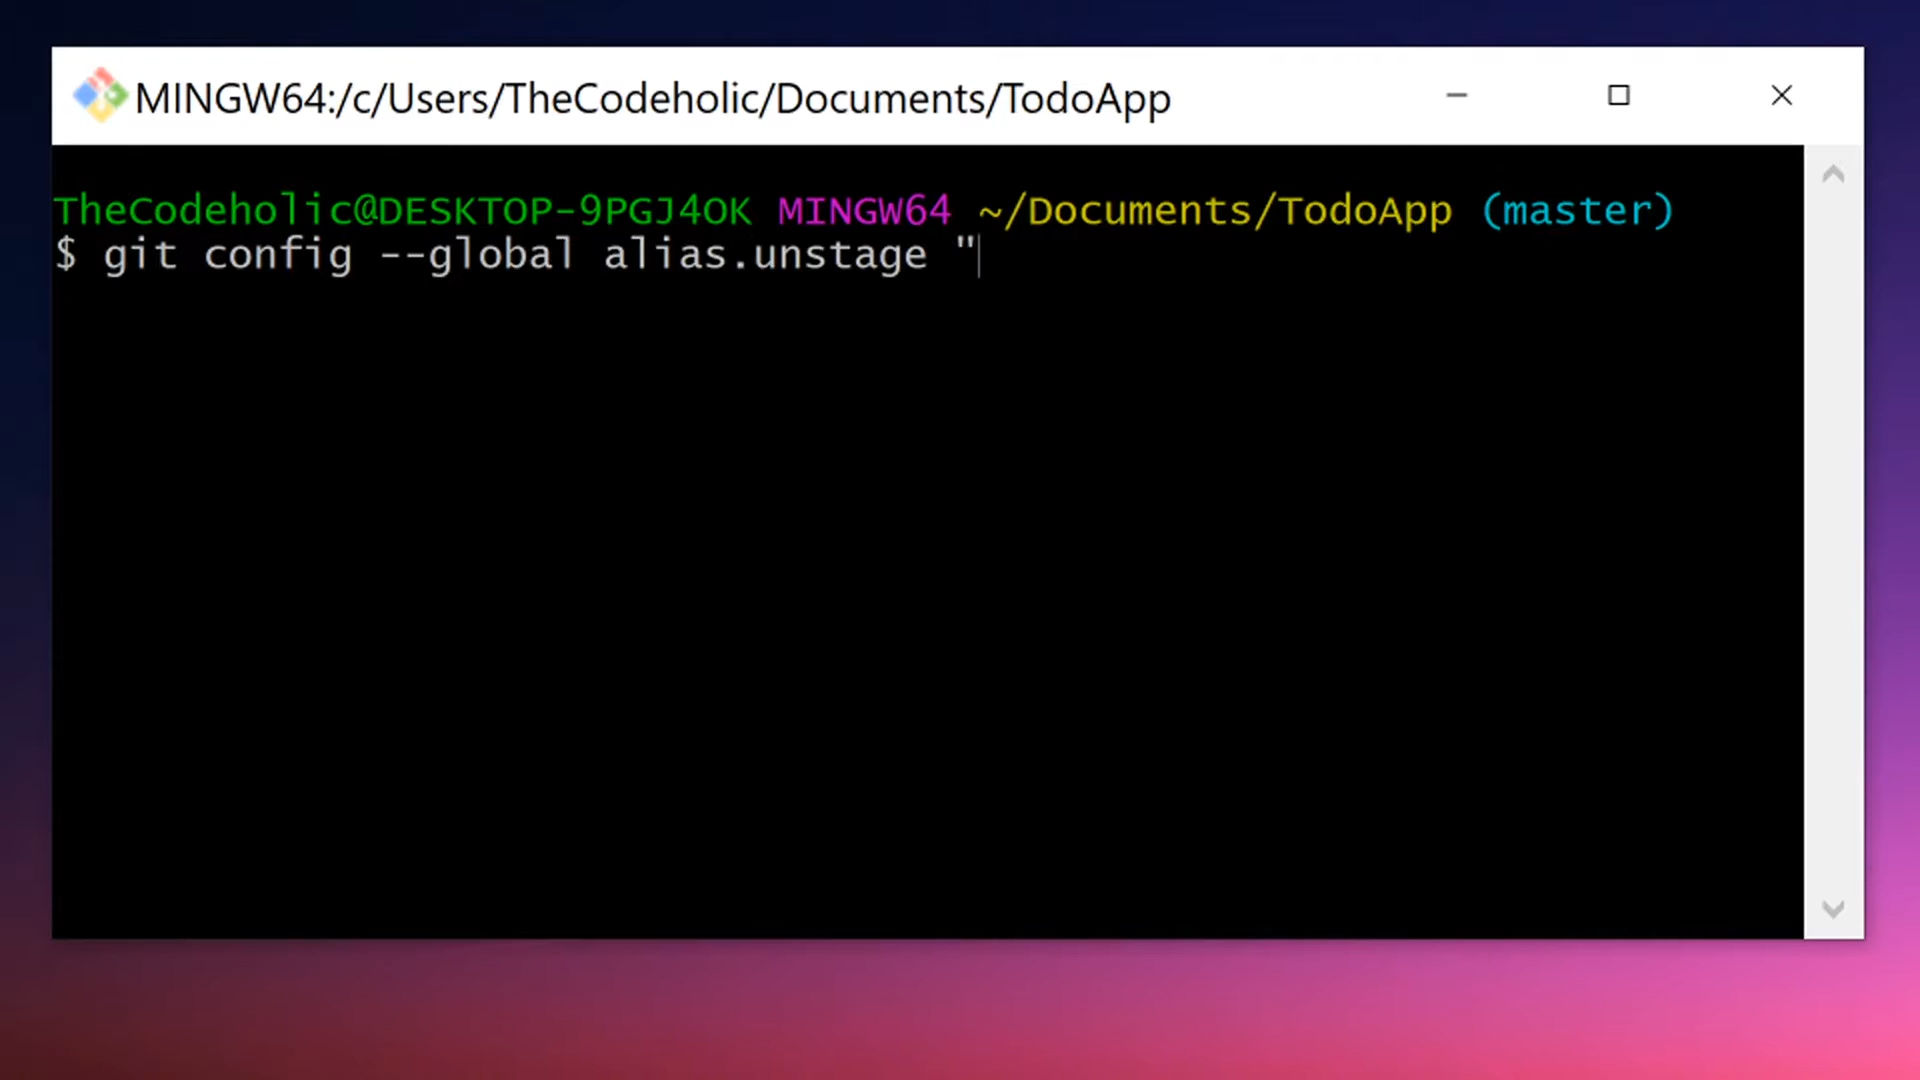 MINGW64:/c/Users/TheCodeholic/Documents/TodoApp
TheCodeholic@DESKTOP-9PGJ4OK MINGW64 ~/Documents/TodoApp (master)
$ git config --global alias.unstage "